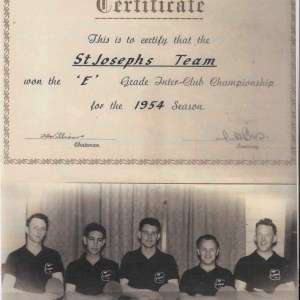 Certificate
This is to certify that the
St Josephs Team
won the 'E' Grade Inter-Club Championship
for the 1954 Season.
Chairman